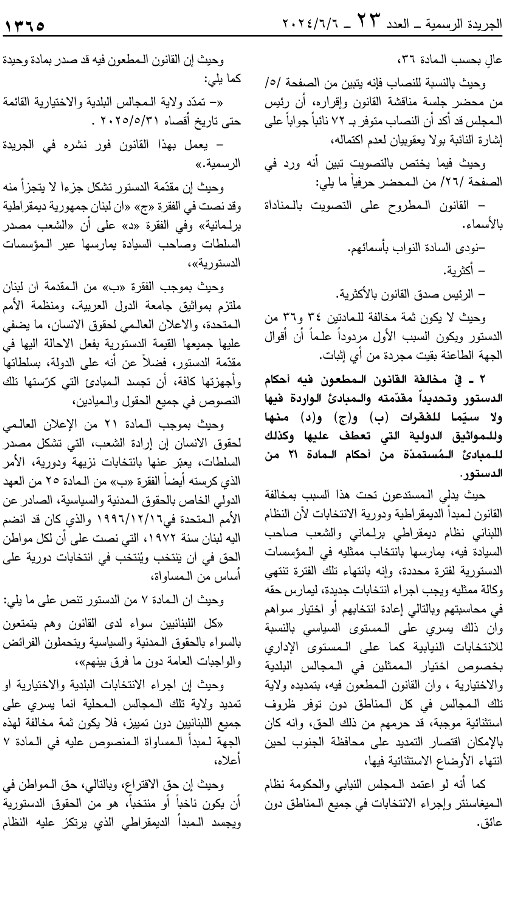 الجريدة الرسمية ــ العدد ٢٣ ــ ٢٠٢٤/٦/٦
١٣٦٥
عالٍ بحسب المادة ٣٦،
وحيث بالنسبة للنصاب فإنه يتبين من الصفحة /٥/
من محضر جلسة مناقشة القانون وإقراره، أن رئيس
المجلس قد أكد أن النصاب متوفر بـ ٧٢ نائباً جواباً على
إشارة النائبة بولا يعقوبيان لعدم اكتماله،
وحيث فيما يختص بالتصويت تبين أنه ورد في
الصفحة /٢٦/ من المحضر حرفياً ما يلي:
– القانون المطروح على التصويت بالمناداة
بالأسماء.
–نودى السادة النواب بأسمائهم.
– أكثرية.
– الرئيس صدق القانون بالأكثرية.
وحيث لا يكون ثمة مخالفة للمادتين ٣٤ و٣٦ من
الدستور ويكون السبب الأول مردوداً علماً أن أقوال
الجهة الطاعنة بقيت مجردة من أي إثبات.
٢ – في مخالفة القانون المطعون فيه أحكام
الدستور وتحديداً مقدّمته والمبادئ الواردة فيها
ولا سيّما للفقرات (ب) و(ج) و(د) منها
وللمواثيق الدولية التي تعطف عليها وكذلك
للمبادئ المُستمدّة من أحكام المادة ٢١ من
الدستور.
حيث يدلي المستدعون تحت هذا السبب بمخالفة
القانون لمبدأ الديمقراطية ودورية الانتخابات لأن النظام
اللبناني نظام ديمقراطي برلماني والشعب صاحب
السيادة فيه، يمارسها بانتخاب ممثليه في المؤسسات
الدستورية لفترة محددة، وإنه بانتهاء تلك الفترة تنتهي
وكالة ممثليه ويجب اجراء انتخابات جديدة، ليمارس حقه
في محاسبتهم وبالتالي إعادة انتخابهم أو اختيار سواهم
وان ذلك يسري على المستوى السياسي بالنسبة
للانتخابات النيابية كما على المستوى الإداري
بخصوص اختيار الممثلين في المجالس البلدية
والاختيارية ، وان القانون المطعون فيه، بتمديده ولاية
تلك المجالس في كل المناطق دون توفر ظروف
استثنائية موجبة، قد حرمهم من ذلك الحق، وانه كان
بالإمكان اقتصار التمديد على محافظة الجنوب لحين
انتهاء الأوضاع الاستثنائية فيها،
كما أنه لو اعتمد المجلس النيابي والحكومة نظام
الميغاسنتر وإجراء الانتخابات في جميع المناطق دون
عائق.
وحيث إن القانون المطعون فيه قد صدر بمادة وحيدة
كما يلي:
«– تمدّد ولاية المجالس البلدية والاختيارية القائمة
حتى تاريخ أقصاه ٢٠٢٥/٥/٣١ .
– يعمل بهذا القانون فور نشره في الجريدة
الرسمية.»
وحيث إن مقدّمة الدستور تشكل جزءا لا يتجزأ منه
وقد نصت في الفقرة «ج» «ان لبنان جمهورية ديمقراطية
برلمانية» وفي الفقرة «د» على أن «الشعب مصدر
السلطات وصاحب السيادة يمارسها عبر المؤسسات
الدستورية»،
وحيث بموجب الفقرة «ب» من المقدمة ان لبنان
ملتزم بمواثيق جامعة الدول العربية، ومنظمة الأمم
المتحدة، والاعلان العالمي لحقوق الانسان، ما يضفي
عليها جميعها القيمة الدستورية بفعل الاحالة اليها في
مقدّمة الدستور، فضلاً عن أنه على الدولة، بسلطاتها
وأجهزتها كافة، أن تجسد المبادئ التي كرّستها تلك
النصوص في جميع الحقول والميادين،
وحيث بموجب المادة ٢١ من الإعلان العالمي
لحقوق الانسان إن إرادة الشعب، التي تشكل مصدر
السلطات، يعبّر عنها بانتخابات نزيهة ودورية، الأمر
الذي كرسته أيضاً الفقرة «ب» من المادة ٢٥ من العهد
الدولي الخاص بالحقوق المدنية والسياسية، الصادر عن
الأمم المتحدة في ١٩٩٦/١٢/١٦ والذي كان قد انضم
اليه لبنان سنة ١٩٧٢، التي نصت على أن لكل مواطن
الحق في ان يَنتخب ويُنتخب في انتخابات دورية على
أساس من المساواة،
وحيث ان المادة ٧ من الدستور تنص على ما يلي:
«كل اللبنانيين سواء لدى القانون وهم يتمتعون
بالسواء بالحقوق المدنية والسياسية ويتحملون الفرائض
والواجبات العامة دون ما فرق بينهم»،
وحيث إن إجراء الانتخابات البلدية والاختيارية او
تمديد ولاية تلك المجالس المحلية انما يسري على
جميع اللبنانيين دون تمييز، فلا يكون ثمة مخالفة لهذه
الجهة لمبدأ المساواة المنصوص عليه في المادة ٧
أعلاه،
وحيث إن حق الاقتراع، وبالتالي، حق المواطن في
أن يكون ناخباً أو منتخباً، هو من الحقوق الدستورية
ويجسد المبدأ الديمقراطي الذي يرتكز عليه النظام